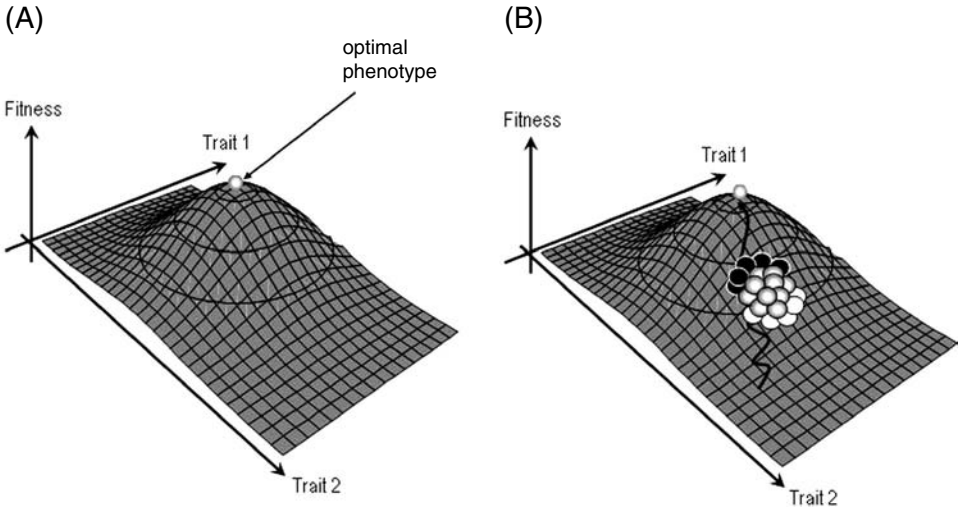 (A)
optimal
phenotype
Fitness
Trait 1
Trait 2
(B)
Fitness
Trait 1
Trait 2